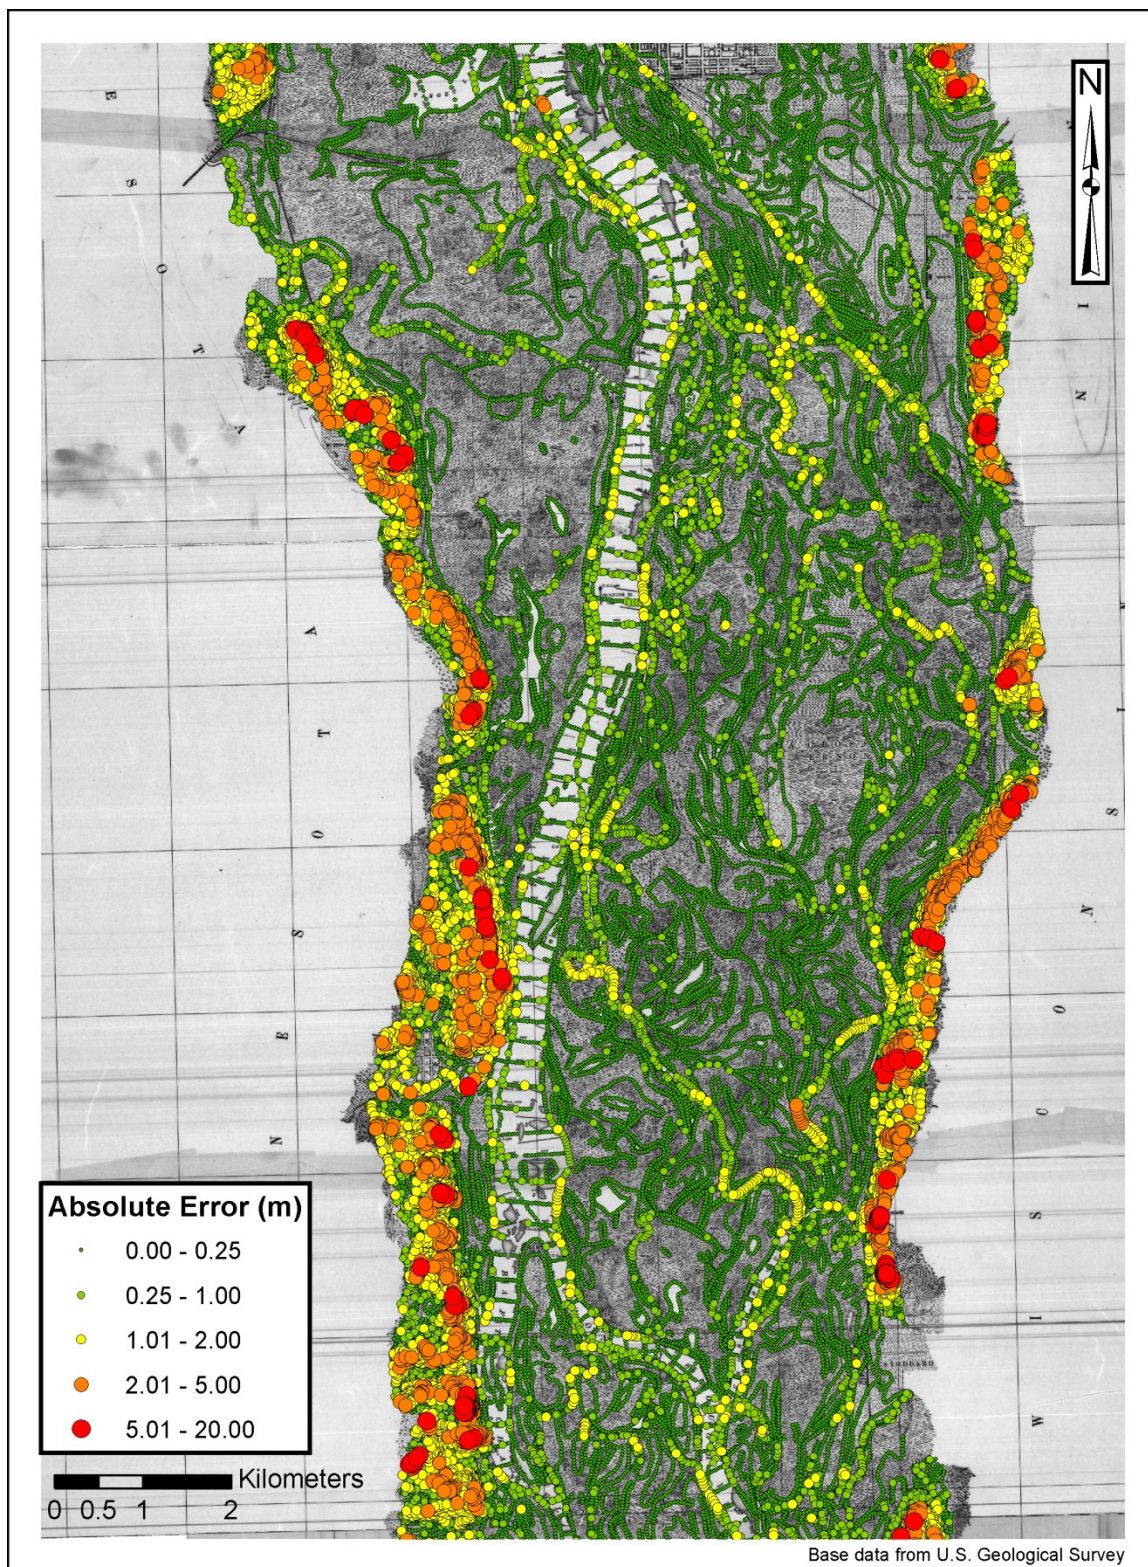 N
M I N N E S O T A
W I S C O N S I N
STODDARD
Absolute Error (m)
0.00 - 0.25
0.25 - 1.00
1.01 - 2.00
2.01 - 5.00
5.01 - 20.00
Kilometers
0 0.5 1 2
Base data from U.S. Geological Survey